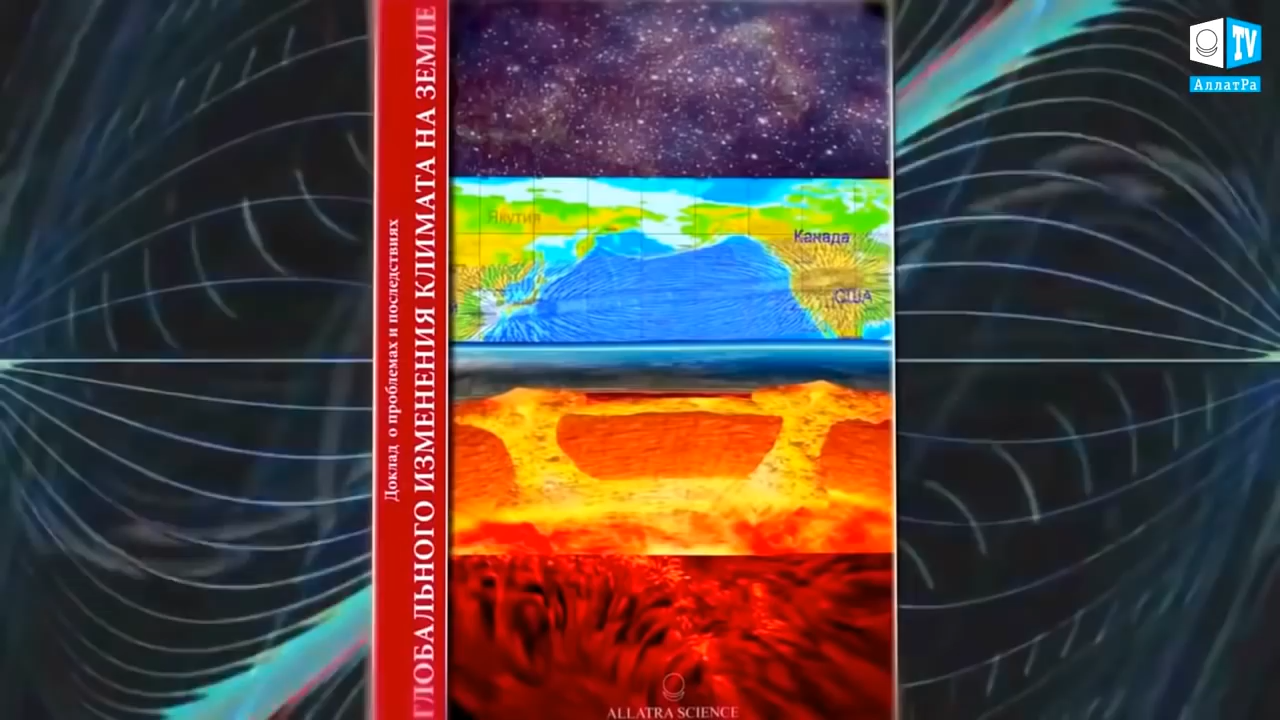 TV
АллатРа
Доклад о проблемах и последствиях
ГЛОБАЛЬНОГО ИЗМЕНЕНИЯ КЛИМАТА НА ЗЕМЛЕ
Якутия
Канада
США
ALLATRA SCIENCE